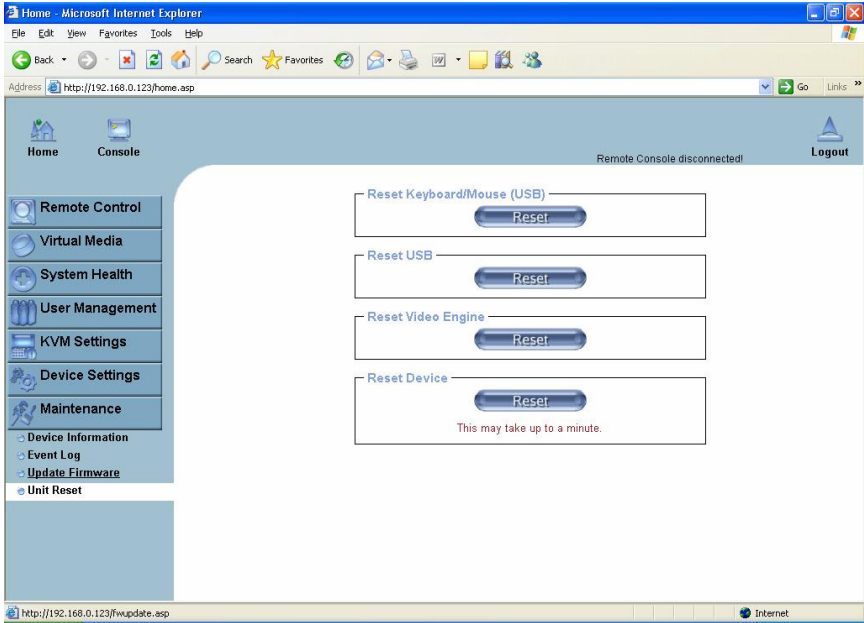 Home - Microsoft Internet Explorer
File Edit View Favorites Tools Help
Back Search Favorites
Address http://192.168.0.123/home.asp Go Links »
Home Console Remote Console disconnected! Logout
Remote Control
Virtual Media
System Health
User Management
KVM Settings
Device Settings
Maintenance
Device Information
Event Log
Update Firmware
Unit Reset
Reset Keyboard/Mouse (USB)
Reset
Reset USB
Reset
Reset Video Engine
Reset
Reset Device
Reset
This may take up to a minute.
http://192.168.0.123/fwupdate.asp Internet